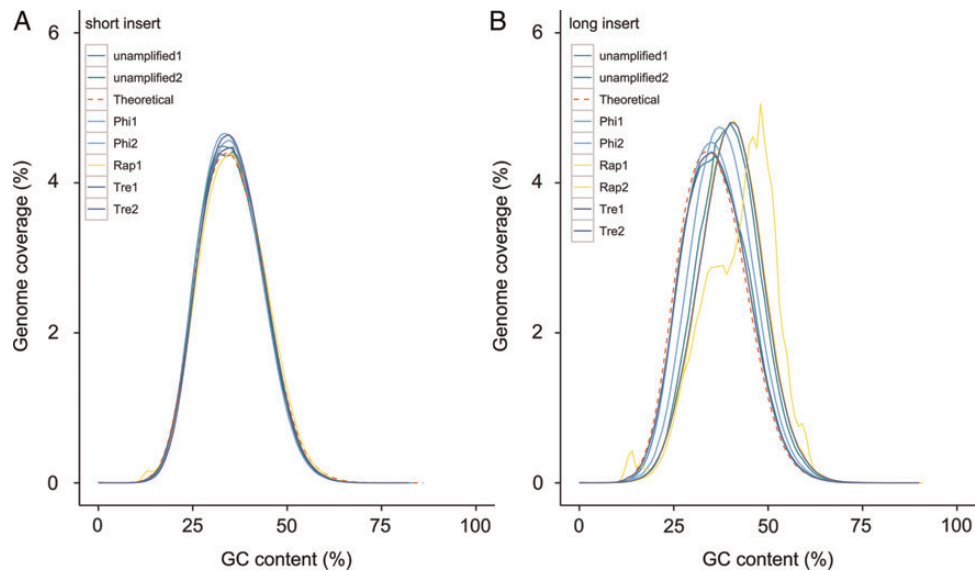 A
short insert
unamplified1
unamplified2
Theoretical
Phi1
Phi2
Rap1
Tre1
Tre2
Genome coverage (%)
6
4
2
0
0 25 50 75 100
GC content (%)
B
long insert
unamplified1
unamplified2
Theoretical
Phi1
Phi2
Rap1
Rap2
Tre1
Tre2
Genome coverage (%)
6
4
2
0
0 25 50 75 100
GC content (%)